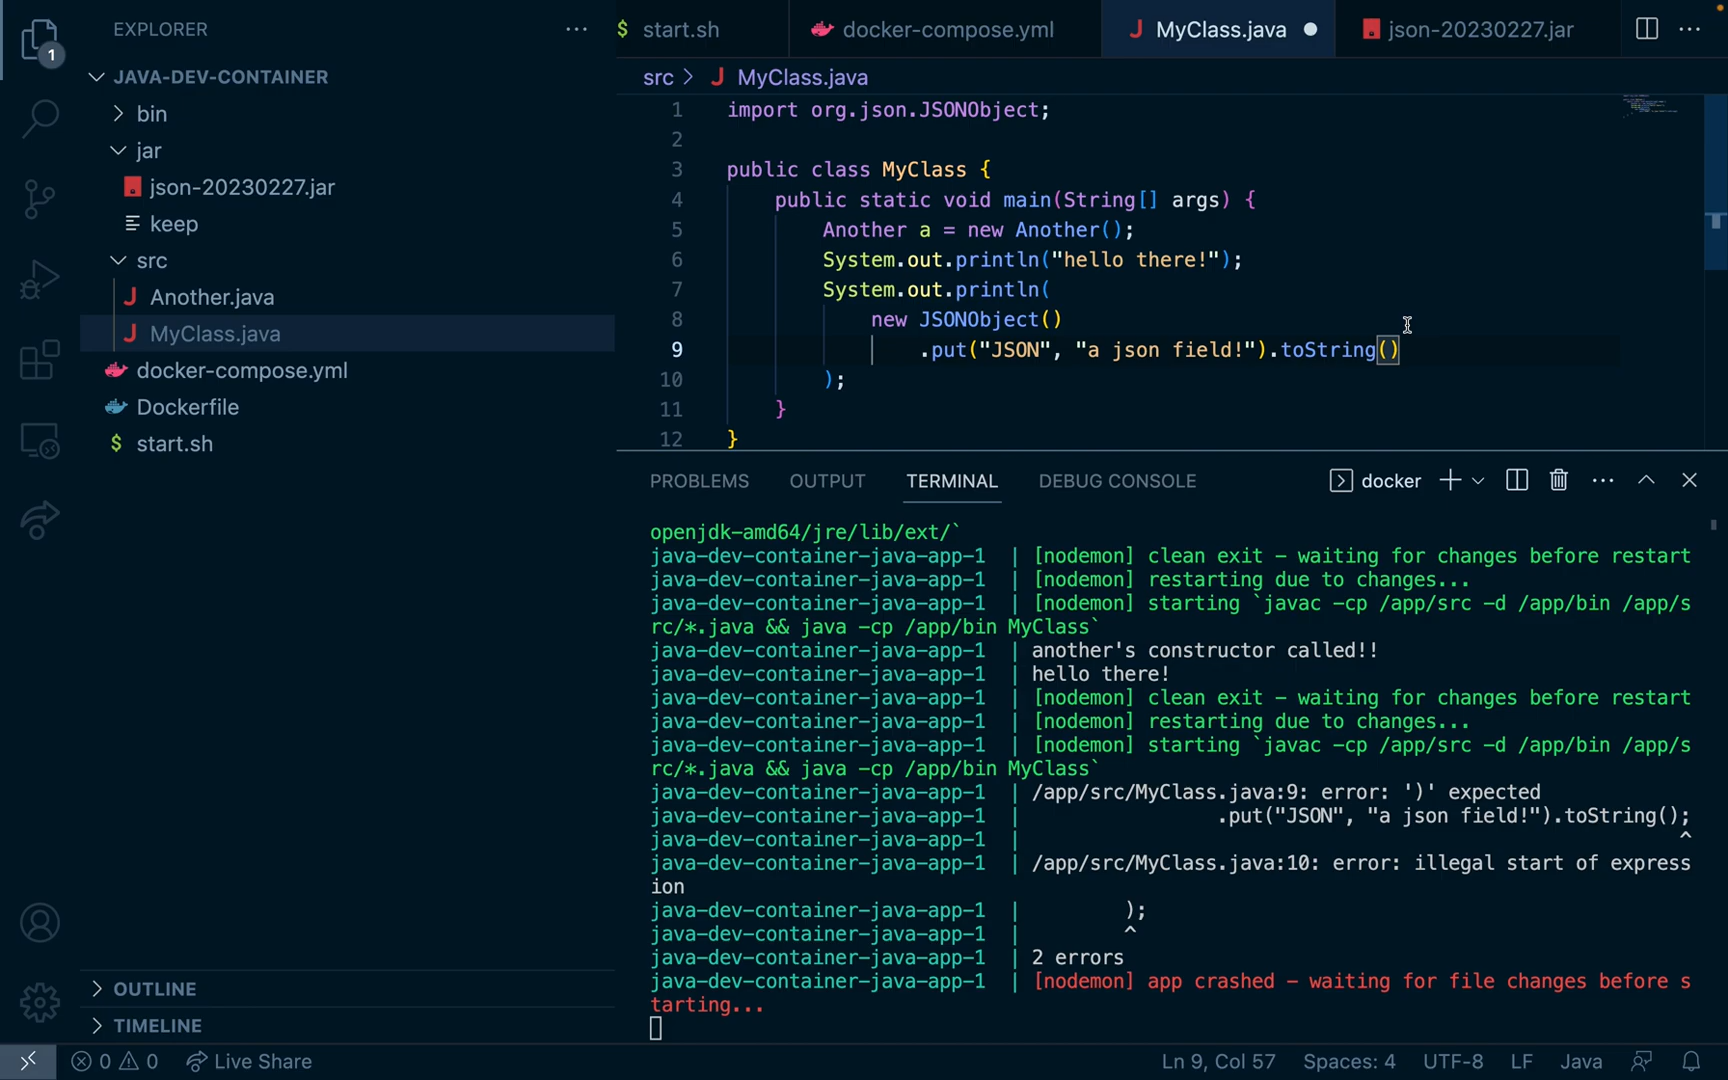 EXPLORER
1
JAVA-DEV-CONTAINER
bin
jar
json-20230227.jar
keep
src
Another.java
MyClass.java
docker-compose.yml
Dockerfile
$ start.sh
OUTLINE
TIMELINE
$ start.sh
docker-compose.yml
J MyClass.java
json-20230227.jar
src > J MyClass.java
1 import org.json.JSONObject;
2
3 public class MyClass {
4 public static void main(String[] args) {
5 Another a = new Another();
6 System.out.println("hello there!");
7 System.out.println(
8 new JSONObject()
9 .put("JSON", "a json field!").toString()
10 );
11 }
12 }
PROBLEMS OUTPUT TERMINAL DEBUG CONSOLE
docker
openjdk-amd64/jre/lib/ext/`
java-dev-container-java-app-1 | [nodemon] clean exit - waiting for changes before restart
java-dev-container-java-app-1 | [nodemon] restarting due to changes...
java-dev-container-java-app-1 | [nodemon] starting `javac -cp /app/src -d /app/bin /app/s
rc/*.java && java -cp /app/bin MyClass`
java-dev-container-java-app-1 | another's constructor called!!
java-dev-container-java-app-1 | hello there!
java-dev-container-java-app-1 | [nodemon] clean exit - waiting for changes before restart
java-dev-container-java-app-1 | [nodemon] restarting due to changes...
java-dev-container-java-app-1 | [nodemon] starting `javac -cp /app/src -d /app/bin /app/s
rc/*.java && java -cp /app/bin MyClass`
java-dev-container-java-app-1 | /app/src/MyClass.java:9: error: ')' expected
java-dev-container-java-app-1 | .put("JSON", "a json field!").toString();
java-dev-container-java-app-1 | ^
java-dev-container-java-app-1 | /app/src/MyClass.java:10: error: illegal start of express
ion
java-dev-container-java-app-1 | );
java-dev-container-java-app-1 | ^
java-dev-container-java-app-1 | 2 errors
java-dev-container-java-app-1 | [nodemon] app crashed - waiting for file changes before s
tarting...
0 0 Live Share
Ln 9, Col 57 Spaces: 4 UTF-8 LF Java